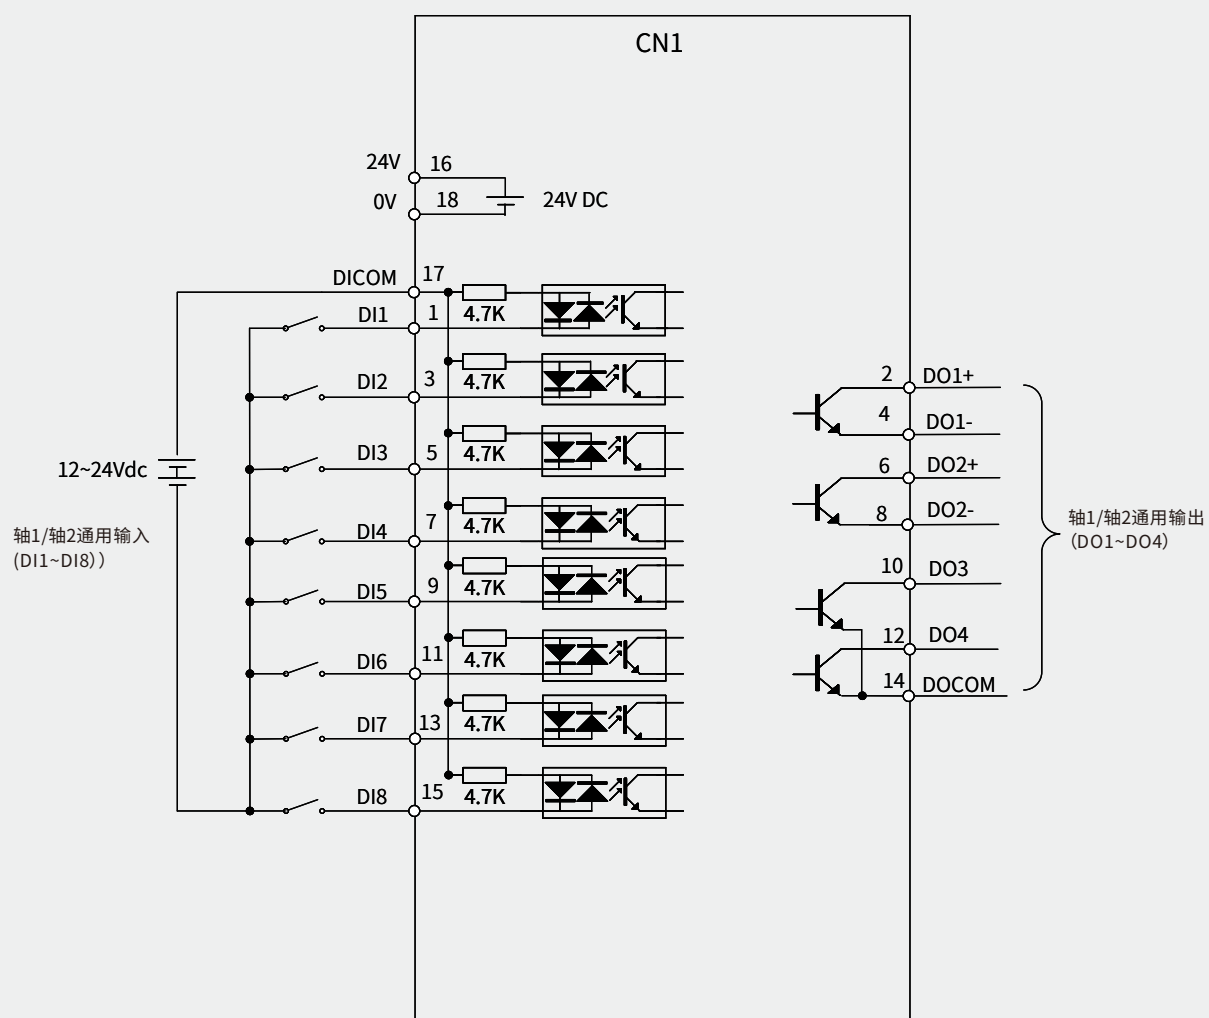 CN1
24V 16
0V 18 24V DC
DICOM 17
DI1 1 4.7K
DI2 3 4.7K
DI3 5 4.7K
DI4 7 4.7K
DI5 9 4.7K
DI6 11 4.7K
DI7 13 4.7K
DI8 15 4.7K
12~24Vdc
轴1/轴2通用输入
(DI1~DI8))
2 DO1+
4 DO1-
6 DO2+
8 DO2-
10 DO3
12 DO4
14 DOCOM
轴1/轴2通用输出
(DO1~DO4)